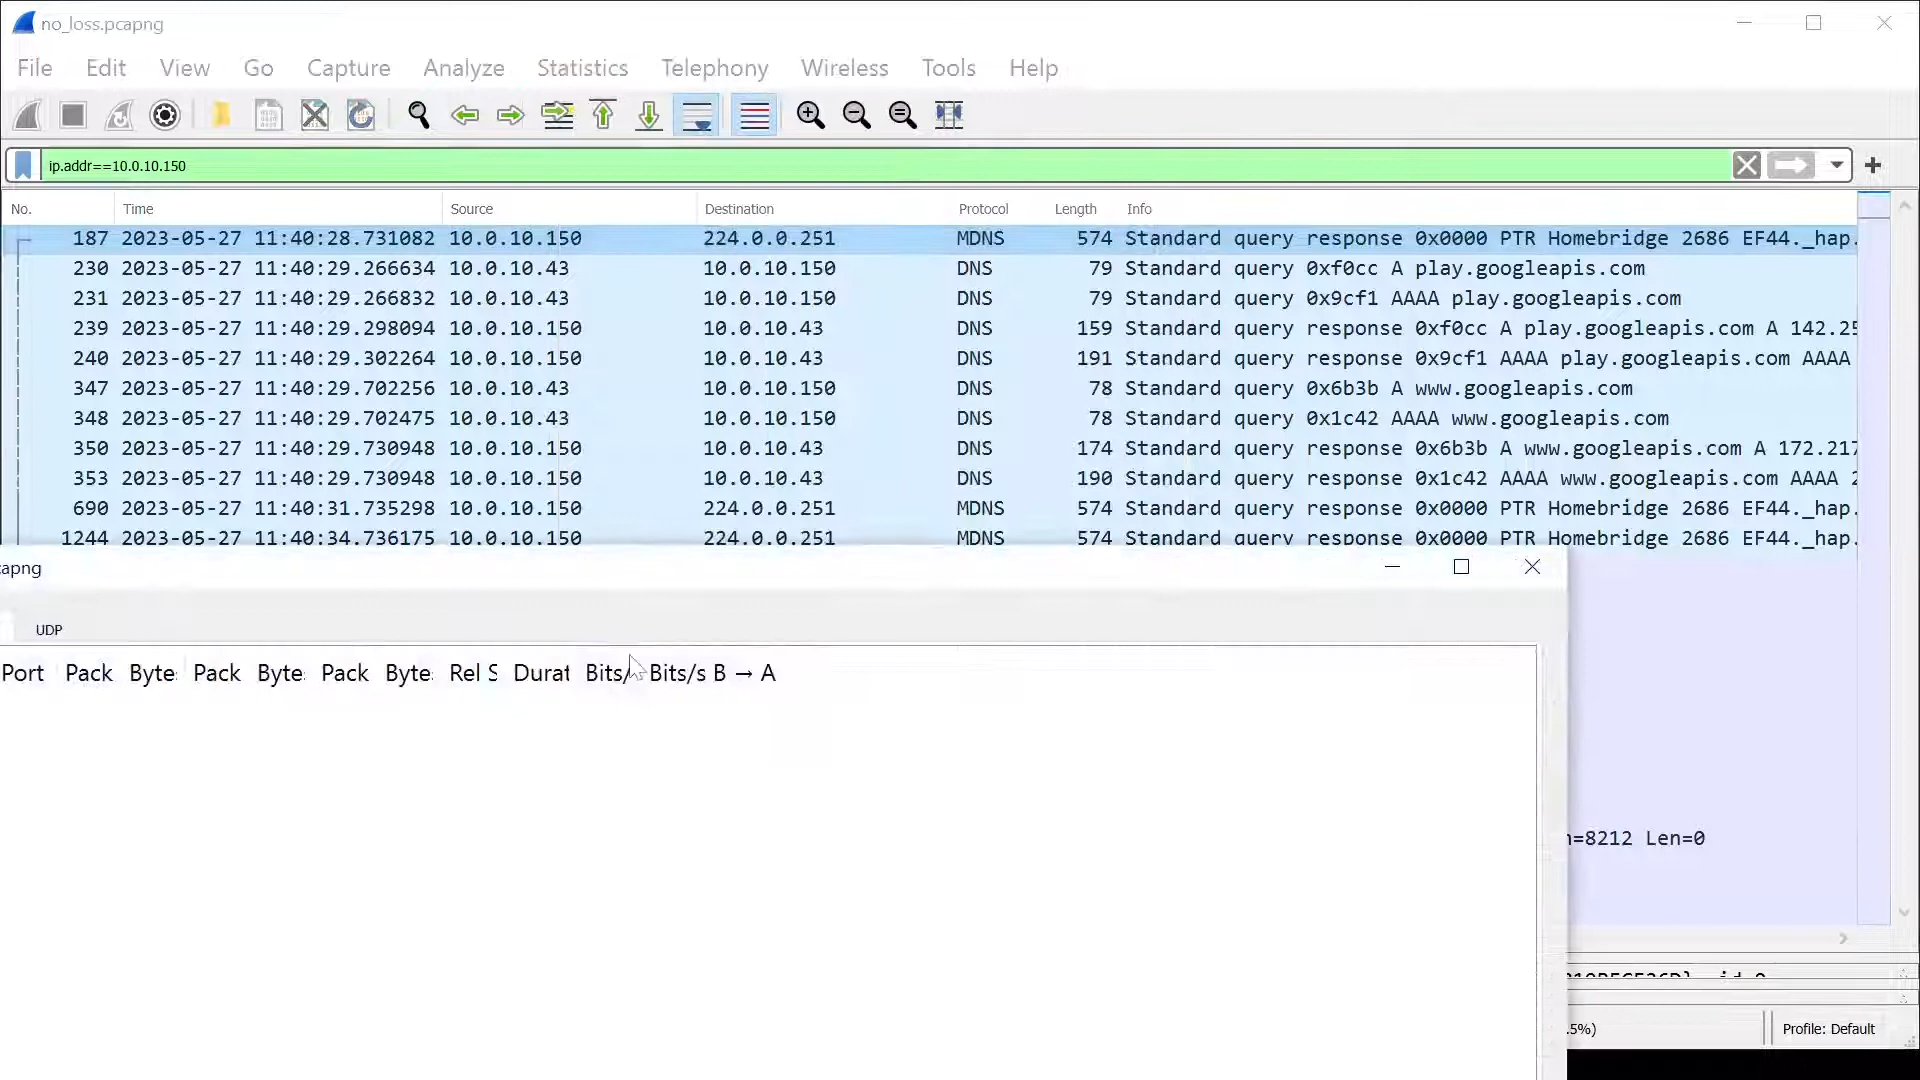 no_loss.pcapng
File Edit View Go Capture Analyze Statistics Telephony Wireless Tools Help
ip.addr==10.0.10.150
No. Time Source Destination Protocol Length Info
187 2023-05-27 11:40:28.731082 10.0.10.150 224.0.0.251 MDNS 574 Standard query response 0x0000 PTR Homebridge 2686 EF44._hap.
230 2023-05-27 11:40:29.266634 10.0.10.43 10.0.10.150 DNS 79 Standard query 0xf0cc A play.googleapis.com
231 2023-05-27 11:40:29.266832 10.0.10.43 10.0.10.150 DNS 79 Standard query 0x9cf1 AAAA play.googleapis.com
239 2023-05-27 11:40:29.298094 10.0.10.150 10.0.10.43 DNS 159 Standard query response 0xf0cc A play.googleapis.com A 142.25
240 2023-05-27 11:40:29.302264 10.0.10.150 10.0.10.43 DNS 191 Standard query response 0x9cf1 AAAA play.googleapis.com AAAA
347 2023-05-27 11:40:29.702256 10.0.10.43 10.0.10.150 DNS 78 Standard query 0x6b3b A www.googleapis.com
348 2023-05-27 11:40:29.702475 10.0.10.43 10.0.10.150 DNS 78 Standard query 0x1c42 AAAA www.googleapis.com
350 2023-05-27 11:40:29.730948 10.0.10.150 10.0.10.43 DNS 174 Standard query response 0x6b3b A www.googleapis.com A 172.217
353 2023-05-27 11:40:29.730948 10.0.10.150 10.0.10.43 DNS 190 Standard query response 0x1c42 AAAA www.googleapis.com AAAA 2
690 2023-05-27 11:40:31.735298 10.0.10.150 224.0.0.251 MDNS 574 Standard query response 0x0000 PTR Homebridge 2686 EF44._hap.
1244 2023-05-27 11:40:34.736175 10.0.10.150 224.0.0.251 MDNS 574 Standard query response 0x0000 PTR Homebridge 2686 EF44._hap.
capng
UDP
Port Pack Byte Pack Byte Pack Byte Rel S Durat Bits/ Bits/s B → A
n=8212 Len=0
.5%) Profile: Default